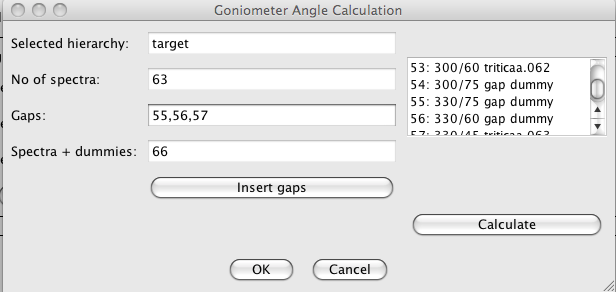 Goniometer Angle Calculation
Selected hierarchy: target
No of spectra: 63
Gaps: 55,56,57
Spectra + dummies: 66
Insert gaps
53: 300/60 triticaa.062
54: 300/75 gap dummy
55: 330/75 gap dummy
56: 330/60 gap dummy
57: 330/45 triticaa.063
Calculate
OK Cancel